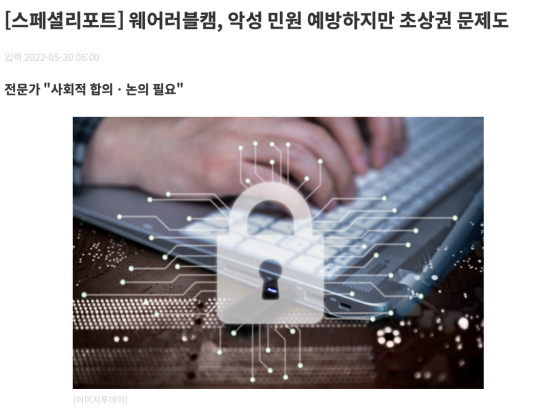 [스페셜리포트] 웨어러블캠, 악성 민원 예방하지만 초상권 문제도
입력 2022-05-30 06:00
전문가 "사회적 합의 · 논의 필요"
(이미지투데이)